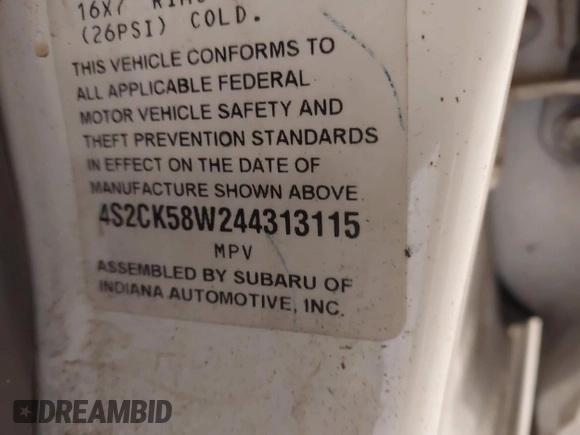 16X7
(26PSI) COLD.
THIS VEHICLE CONFORMS TO
ALL APPLICABLE FEDERAL
MOTOR VEHICLE SAFETY AND
THEFT PREVENTION STANDARDS
IN EFFECT ON THE DATE OF
MANUFACTURE SHOWN ABOVE
4S2CK58W244313115
MPV
ASSEMBLED BY SUBARU OF
INDIANA AUTOMOTIVE, INC.
DREAMBID